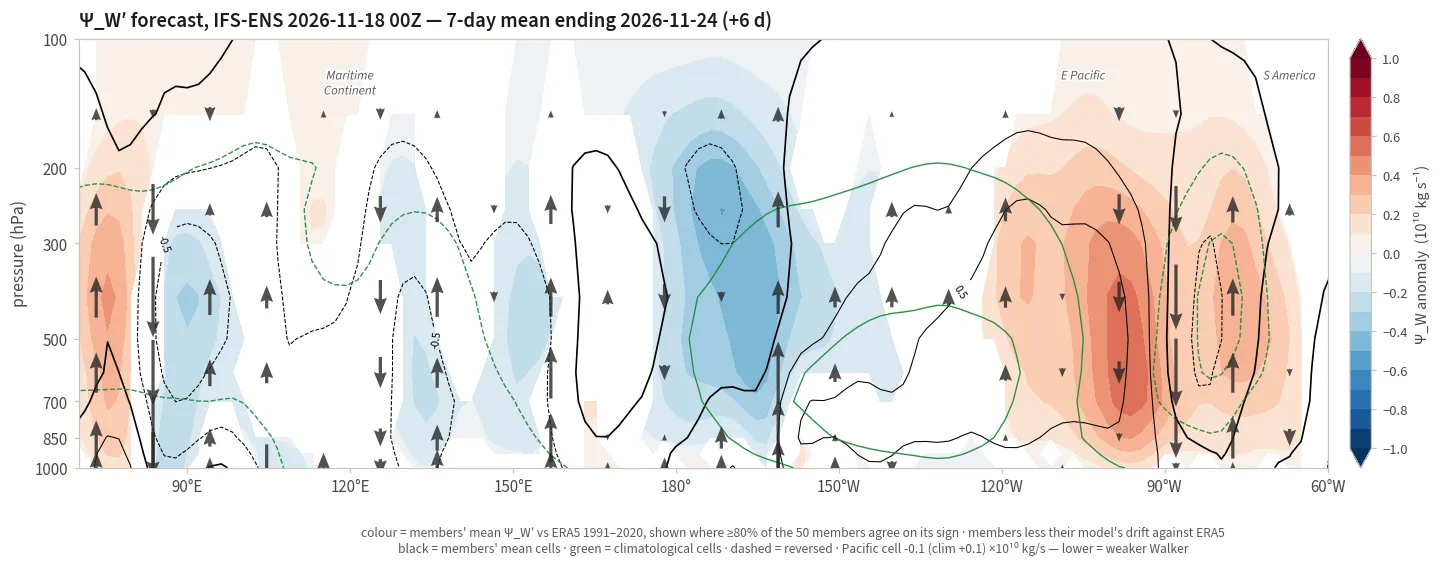 Ψ_W′ forecast, IFS-ENS 2026-11-18 00Z — 7-day mean ending 2026-11-24 (+6 d)
100
200
300
400
500
700
850
1000
pressure (hPa)
Maritime
Continent
E Pacific
S America
-0.5
-0.5
0.5
90°E
120°E
150°E
180°
150°W
120°W
90°W
60°W
1.0
0.8
0.6
0.4
0.2
0.0
−0.2
−0.4
−0.6
−0.8
−1.0
Ψ_W anomaly (10¹⁰ kg s⁻¹)
colour = members' mean Ψ_W′ vs ERA5 1991–2020, shown where ≥80% of the 50 members agree on its sign · members less their model's drift against ERA5
black = members' mean cells · green = climatological cells · dashed = reversed · Pacific cell -0.1 (clim +0.1) ×10¹⁰ kg/s — lower = weaker Walker